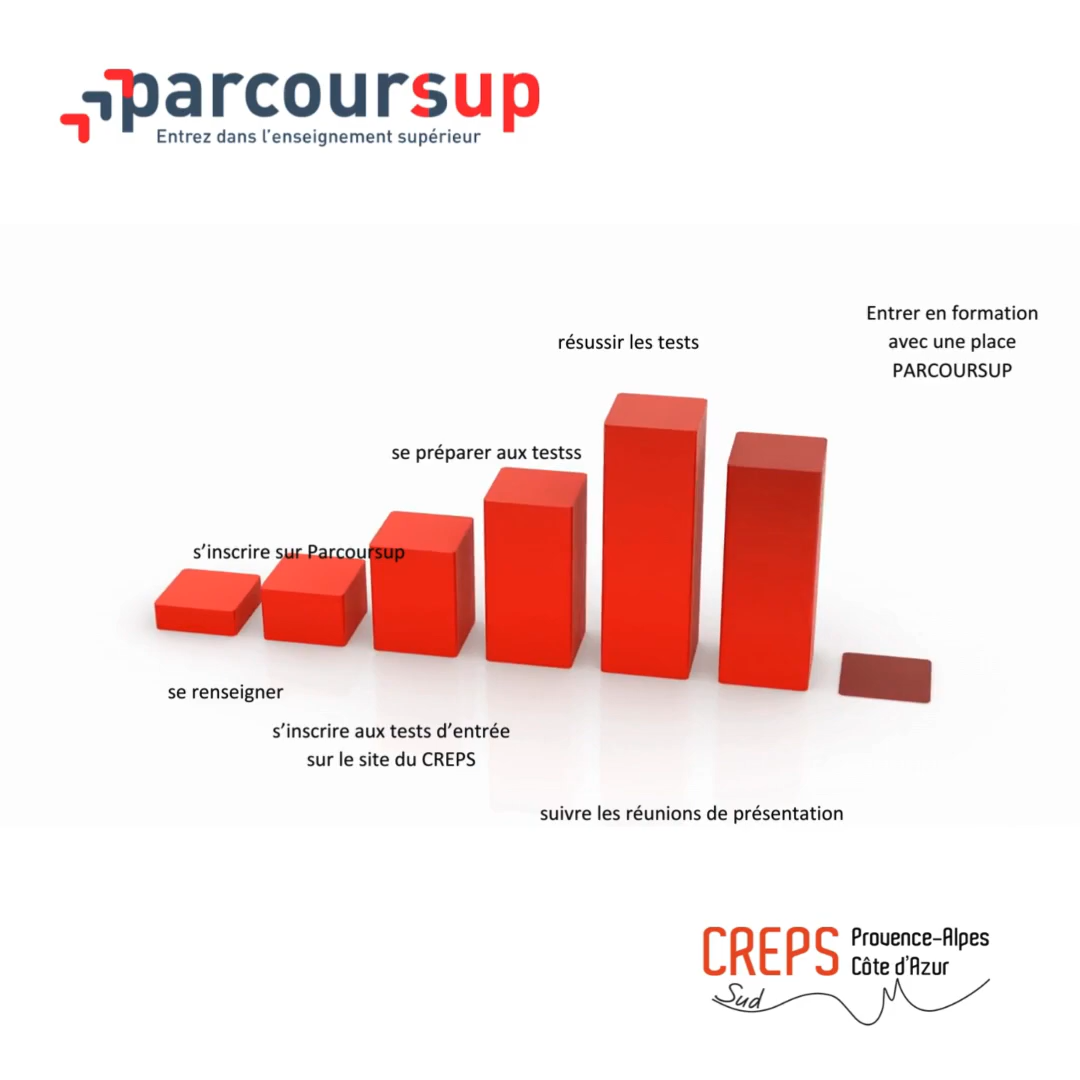 parcoursup
Entrez dans l'enseignement supérieur
Entrer en formation
avec une place
PARCOURSUP
résussir les tests
se préparer aux testss
s'inscrire sur Parcoursup
se renseigner
s'inscrire aux tests d'entrée
sur le site du CREPS
suivre les réunions de présentation
CREPS
Sud
Provence-Alpes
Côte d'Azur